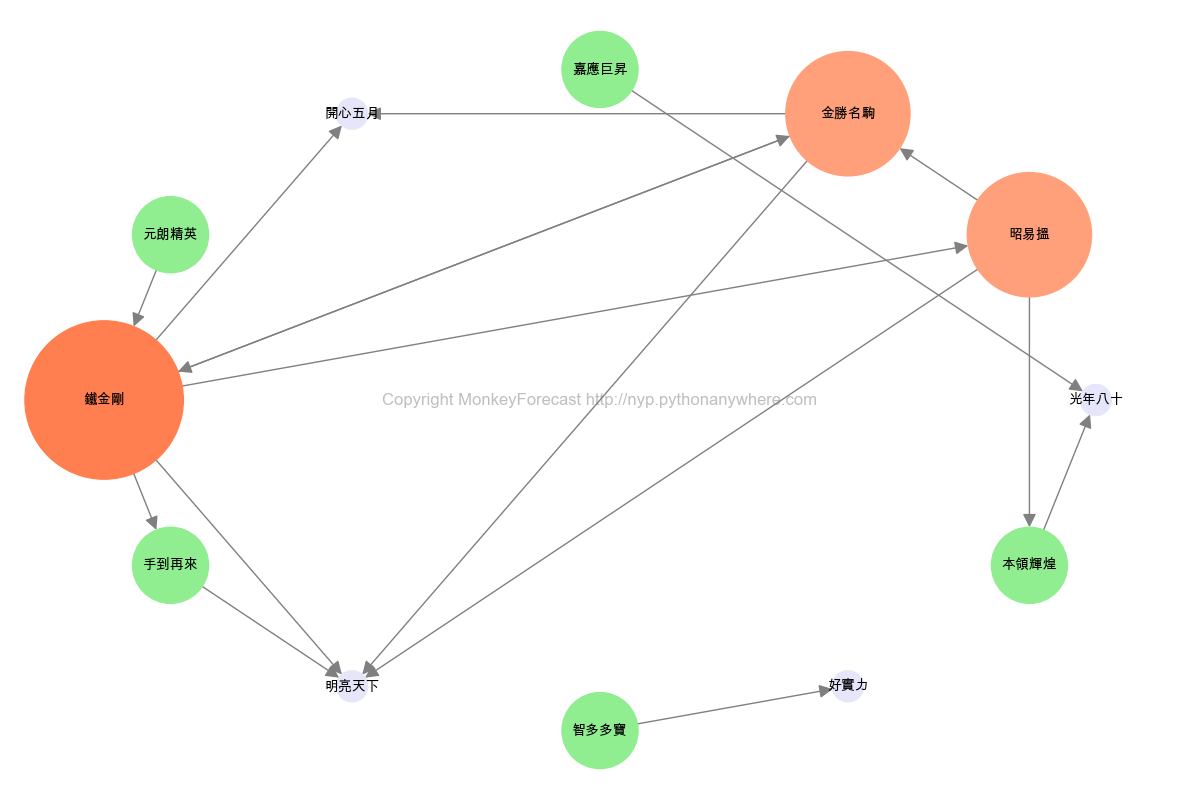 嘉應巨昇
開心五月
金勝名駒
元朗精英
昭易搵
鐵金剛
Copyright MonkeyForecast http://nyp.pythonanywhere.com
光年八十
手到再來
本領輝煌
明亮天下
好實力
智多多寶